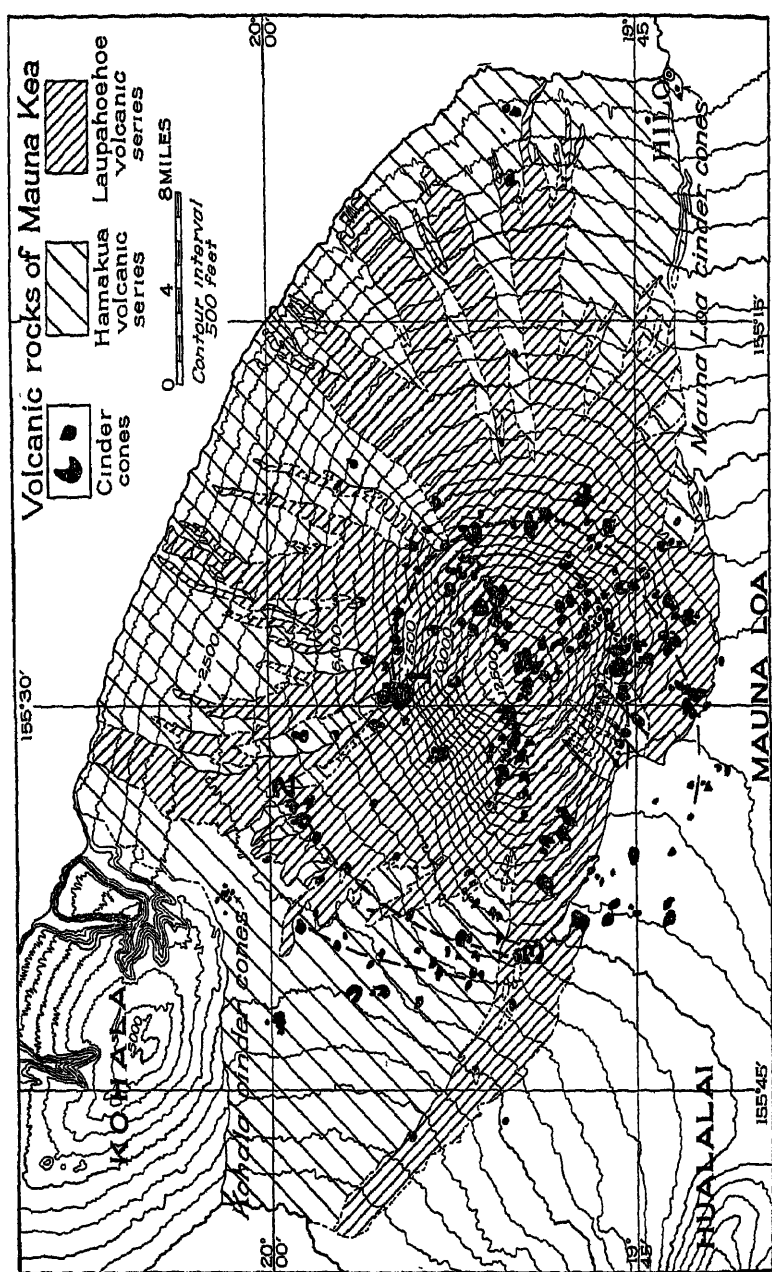 Volcanic rocks of Mauna Kea
Cinder
cones
Hamakua
volcanic
series
Laupahoehoe
volcanic
series
0 4 8 MILES
Contour interval
500 feet
155°30'
20°
00'
19°
45'
KOHALA
5000
Kohala cinder cones
2,500
HILO
Mauna Loa cinder cones
155°15'
MAUNA LOA
HUALALAI
155°45'
20°
00'
19°
45'